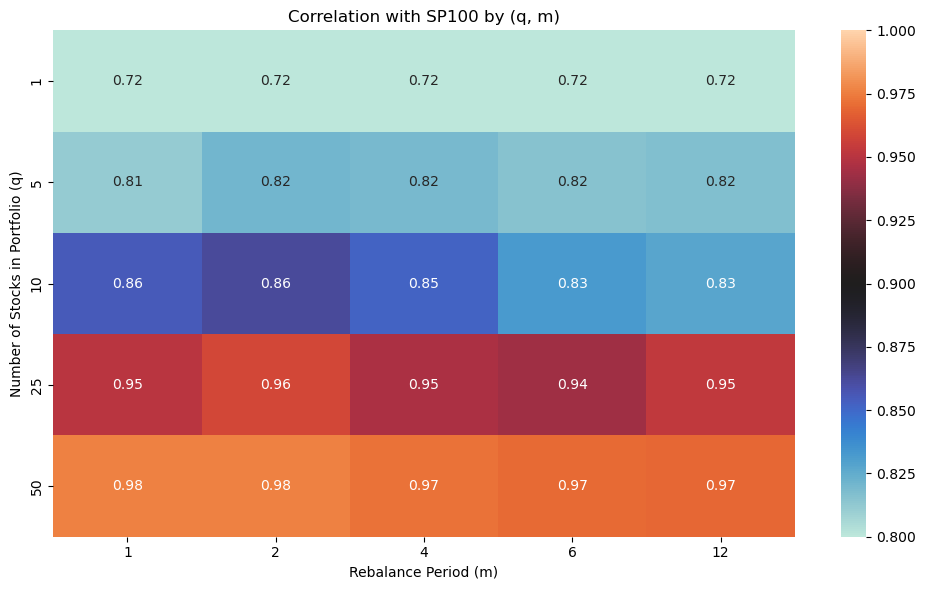 Correlation with SP100 by (q, m)
Number of Stocks in Portfolio (q)
1 0.72 0.72 0.72 0.72 0.72
5 0.81 0.82 0.82 0.82 0.82
10 0.86 0.86 0.85 0.83 0.83
25 0.95 0.96 0.95 0.94 0.95
50 0.98 0.98 0.97 0.97 0.97
1 2 4 6 12
Rebalance Period (m)
1.000
0.975
0.950
0.925
0.900
0.875
0.850
0.825
0.800